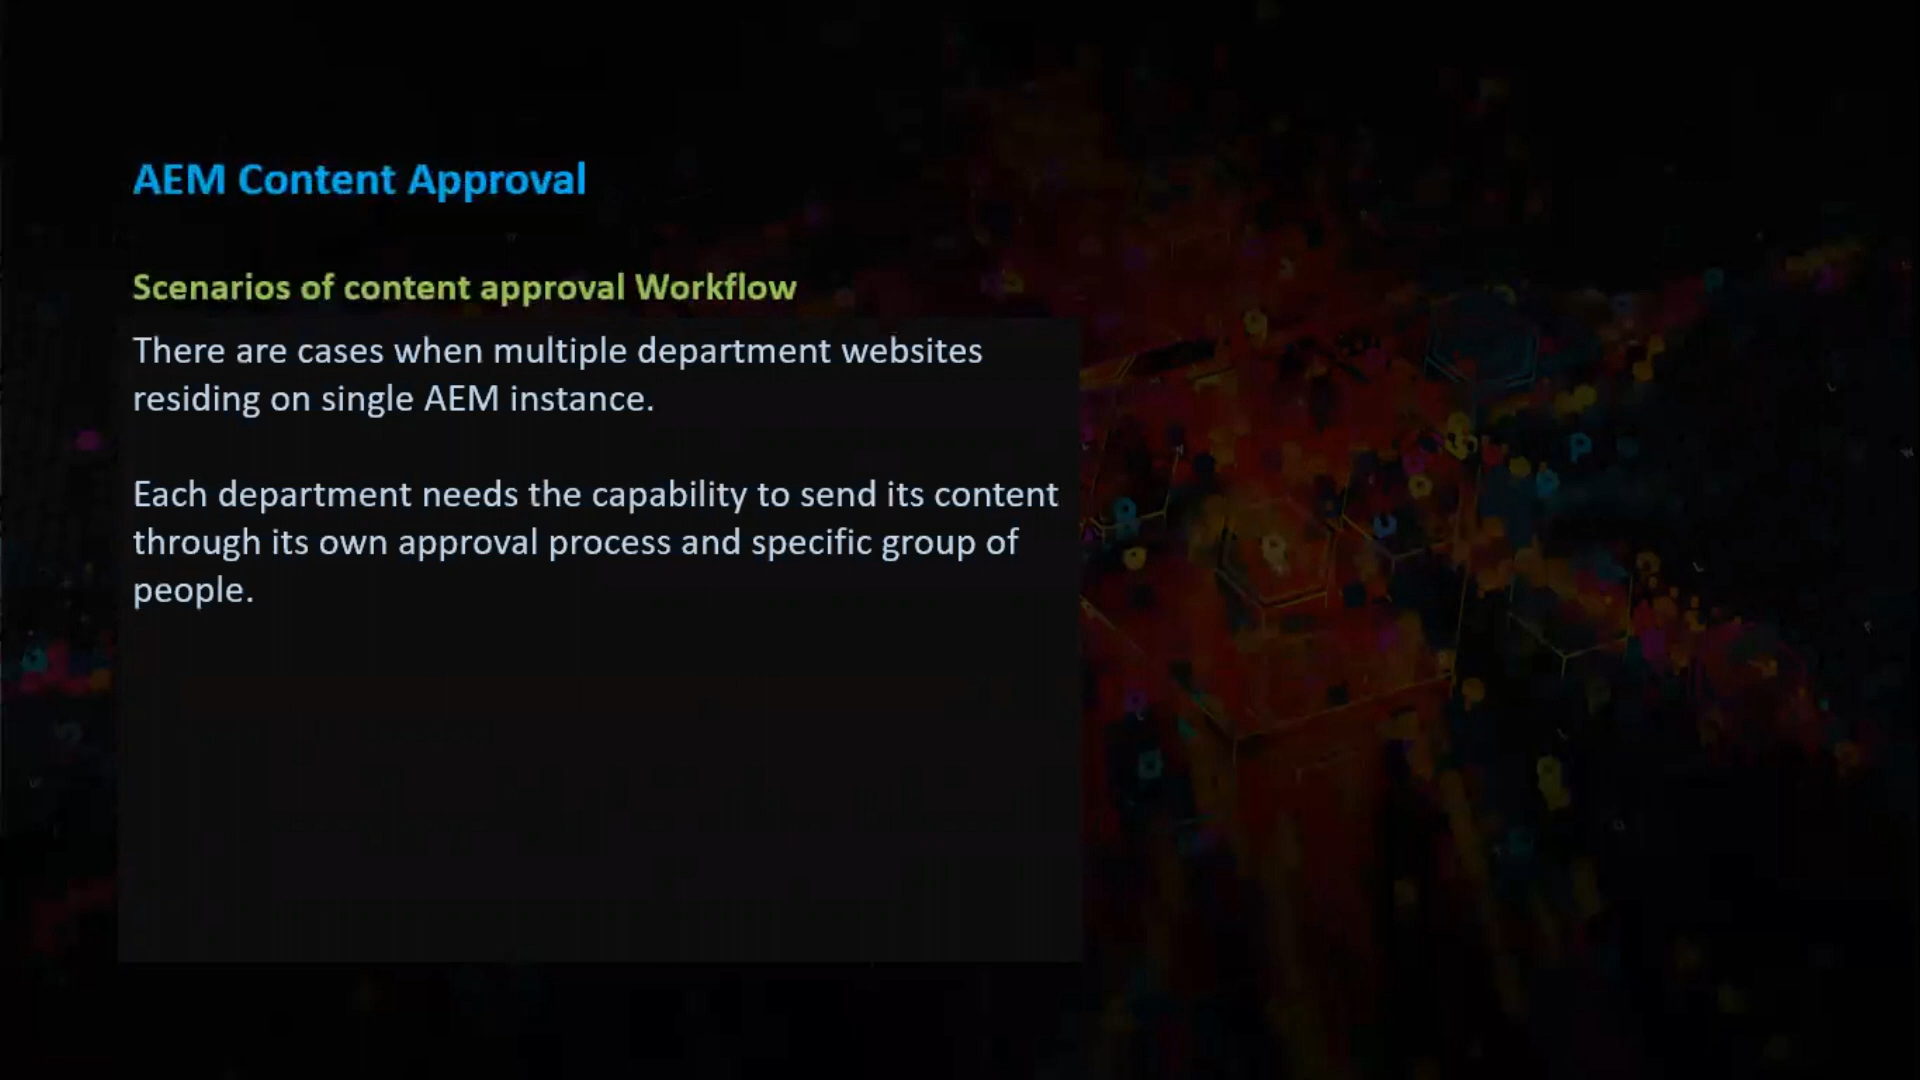 AEM Content Approval
Scenarios of content approval Workflow
There are cases when multiple department websites
residing on single AEM instance.
Each department needs the capability to send its content
through its own approval process and specific group of
people.